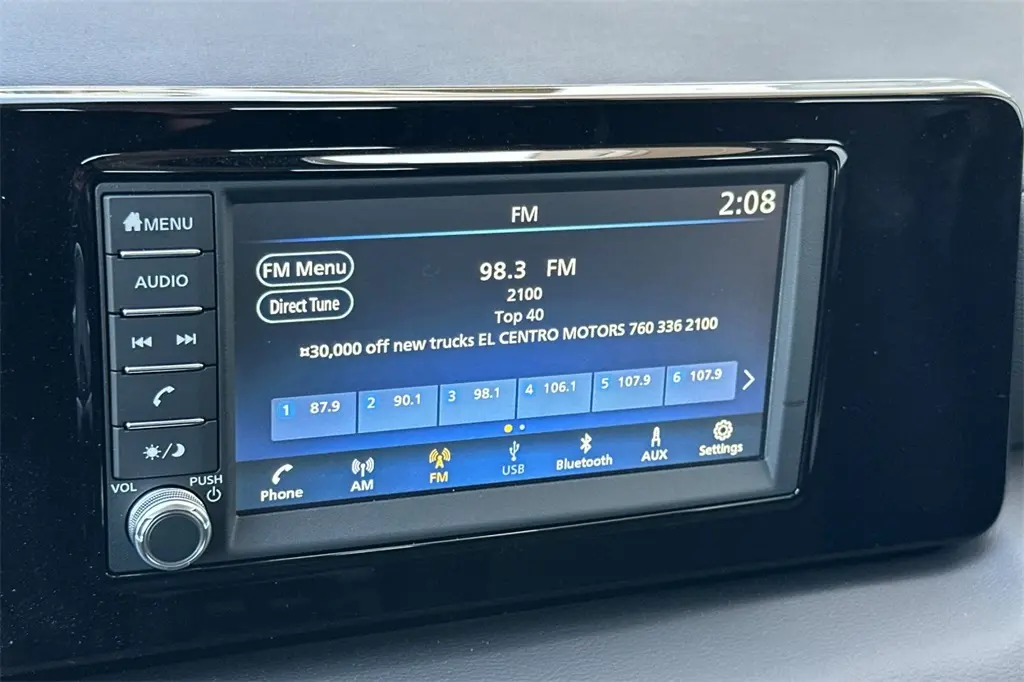 MENU
AUDIO
VOL
PUSH
FM
2:08
FM Menu
Direct Tune
98.3 FM
2100
Top 40
¤30,000 off new trucks EL CENTRO MOTORS 760 336 2100
1 87.9
2 90.1
3 98.1
4 106.1
5 107.9
6 107.9
Phone
AM
FM
USB
Bluetooth
AUX
Settings